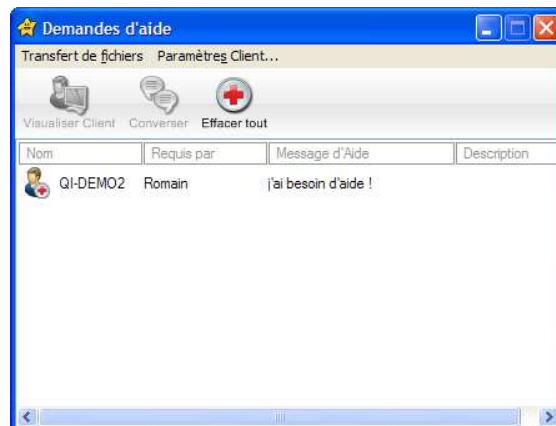 Demandes d'aide
Transfert de fichiers Paramètres Client...
Visualiser Client Converser Effacer tout
Nom Requis par Message d'Aide Description
QI-DEMO2 Romain j'ai besoin d'aide !